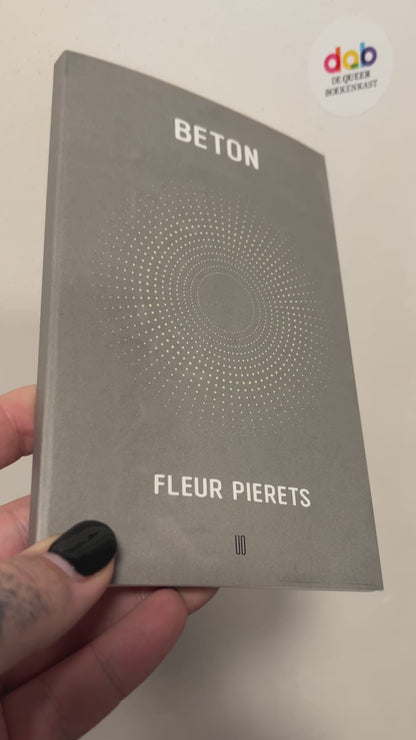 dqb
DE QUEER
BOEKENKAST
BETON
FLEUR PIERETS
UO